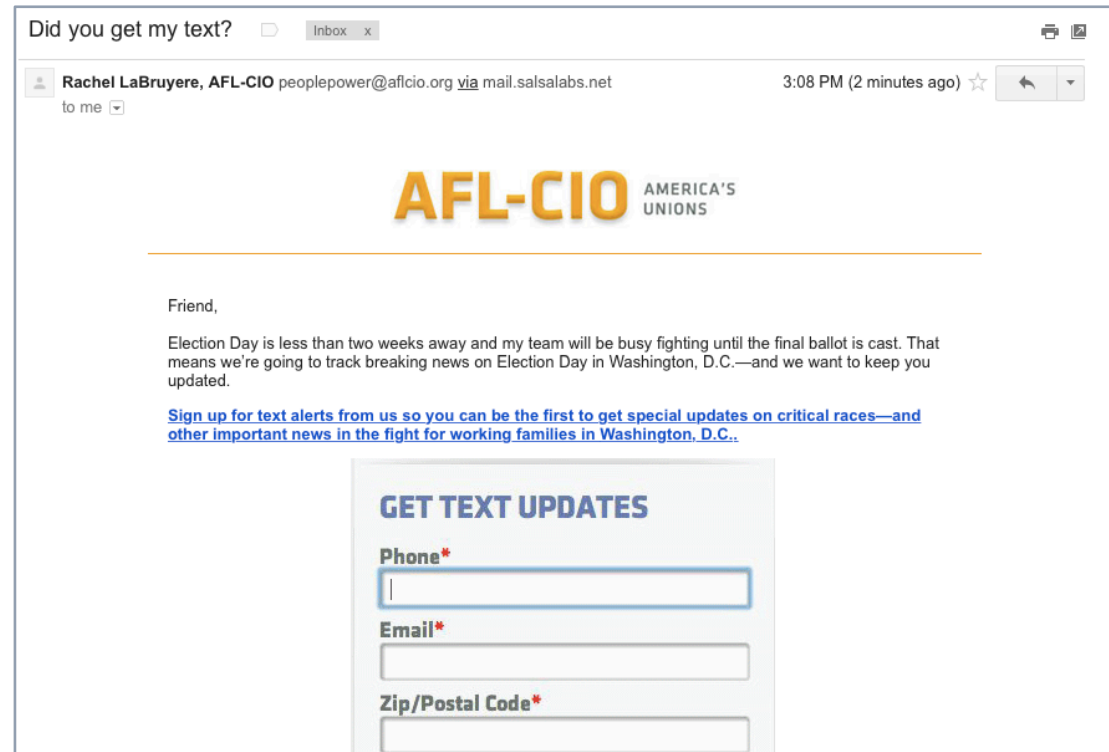 Did you get my text? Inbox x
Rachel LaBruyere, AFL-CIO peoplepower@aflcio.org via mail.salsalabs.net 3:08 PM (2 minutes ago)
to me
AFL-CIO AMERICA'S
UNIONS
Friend,
Election Day is less than two weeks away and my team will be busy fighting until the final ballot is cast. That
means we're going to track breaking news on Election Day in Washington, D.C.—and we want to keep you
updated.
Sign up for text alerts from us so you can be the first to get special updates on critical races—and
other important news in the fight for working families in Washington, D.C..
GET TEXT UPDATES
Phone*
Email*
Zip/Postal Code*